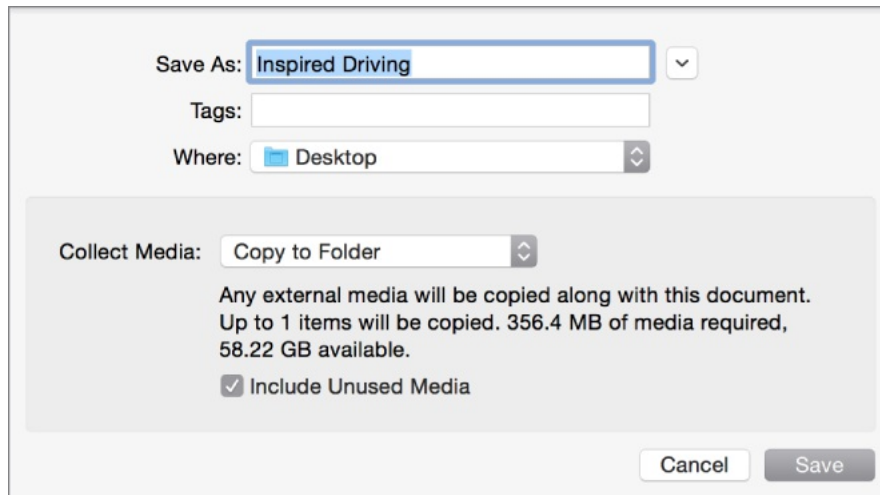 Save As: Inspired Driving
Tags:
Where: Desktop
Collect Media: Copy to Folder
Any external media will be copied along with this document.
Up to 1 items will be copied. 356.4 MB of media required,
58.22 GB available.
Include Unused Media
Cancel Save